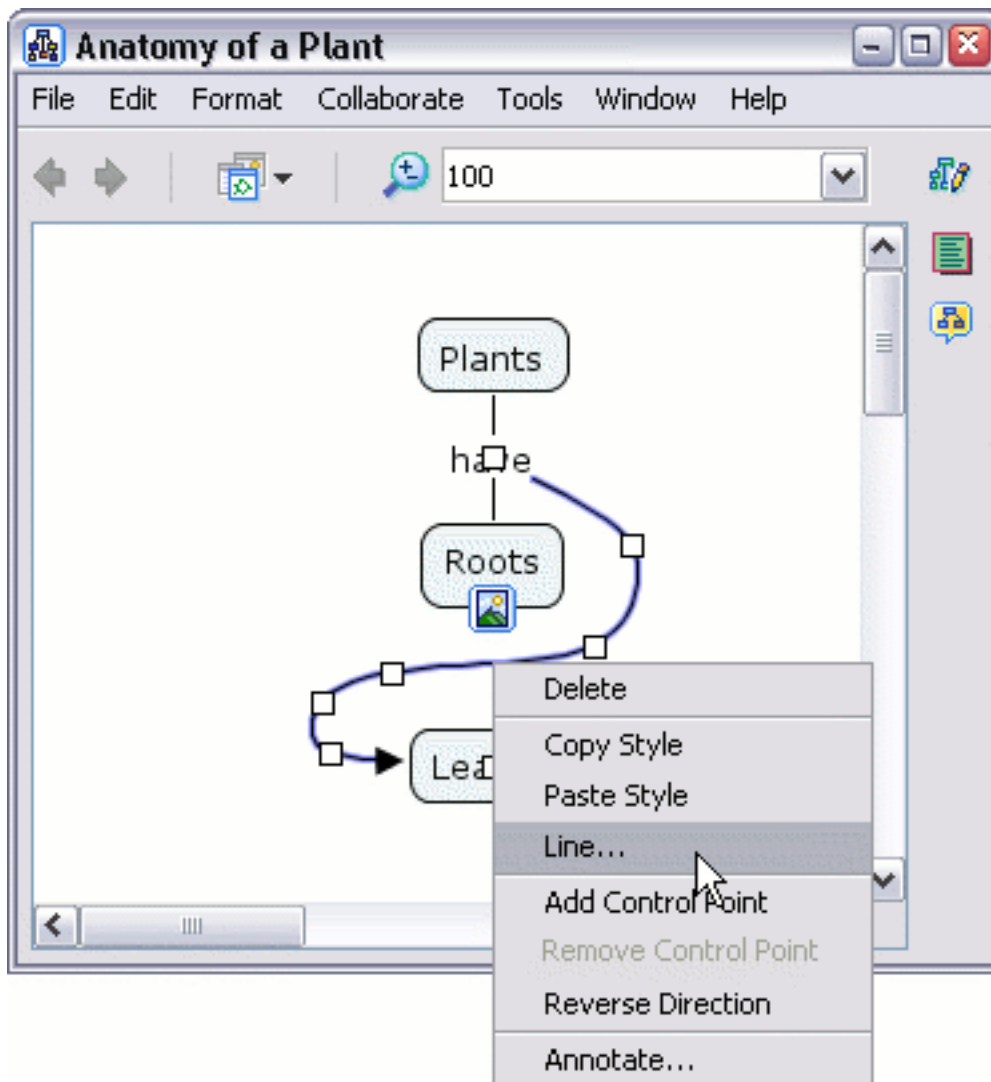 Anatomy of a Plant
File Edit Format Collaborate Tools Window Help
100
Plants
have
Roots
Delete
Copy Style
Paste Style
Line...
Add Control Point
Remove Control Point
Reverse Direction
Annotate...